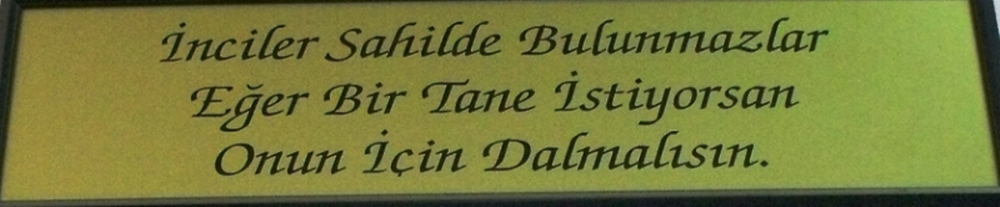 İnciler Sahilde Bulunmazlar
Eğer Bir Tane İstiyorsan
Onun İçin Dalmalısın.